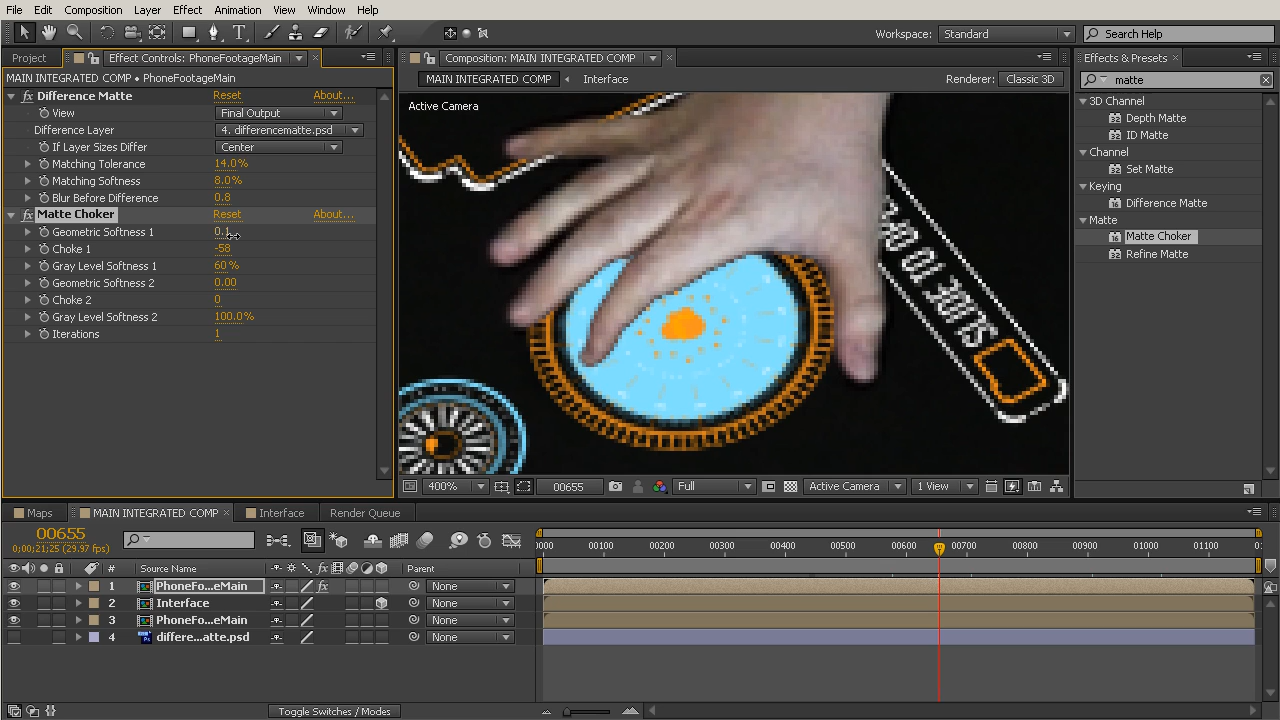 File Edit Composition Layer Effect Animation View Window Help
Workspace: Standard Search Help
Project Effect Controls: PhoneFootageMain
MAIN INTEGRATED COMP • PhoneFootageMain
fx Difference Matte Reset About...
View Final Output
Difference Layer 4. differencematte.psd
If Layer Sizes Differ Center
Matching Tolerance 14.0%
Matching Softness 8.0%
Blur Before Difference 0.8
fx Matte Choker Reset About...
Geometric Softness 1 0.1
Choke 1 -58
Gray Level Softness 1 60%
Geometric Softness 2 0.00
Choke 2 0
Gray Level Softness 2 100.0%
Iterations 1
Composition: MAIN INTEGRATED COMP
MAIN INTEGRATED COMP Interface Renderer: Classic 3D
Active Camera
400% 00655 Full Active Camera 1 View
Effects & Presets
matte
3D Channel
Depth Matte
ID Matte
Channel
Set Matte
Keying
Difference Matte
Matte
Matte Choker
Refine Matte
Maps MAIN INTEGRATED COMP Interface Render Queue
00655
0;00;21;25 (29.97 fps)
0000 00100 00200 00300 00400 00500 00600 00700 00800 00900 01000 01100
# Source Name Parent
1 PhoneFo...eMain fx None
2 Interface None
3 PhoneFo...eMain None
4 differe...atte.psd None
Toggle Switches / Modes